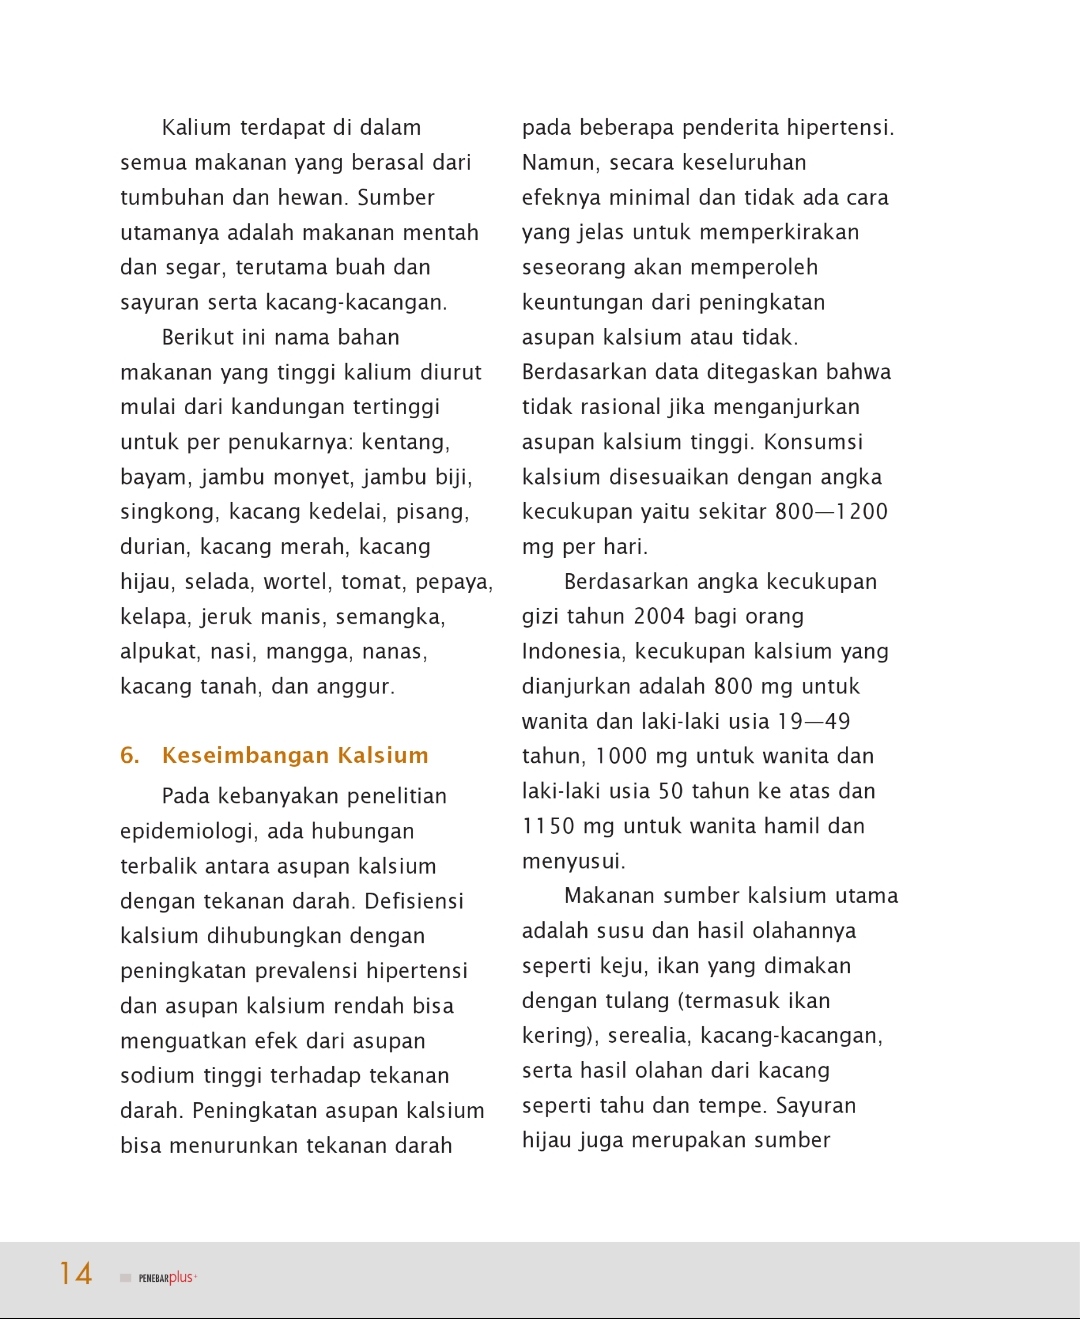 Kalium terdapat di dalam
semua makanan yang berasal dari
tumbuhan dan hewan. Sumber
utamanya adalah makanan mentah
dan segar, terutama buah dan
sayuran serta kacang-kacangan.
Berikut ini nama bahan
makanan yang tinggi kalium diurut
mulai dari kandungan tertinggi
untuk per penukarnya: kentang,
bayam, jambu monyet, jambu biji,
singkong, kacang kedelai, pisang,
durian, kacang merah, kacang
hijau, selada, wortel, tomat, pepaya,
kelapa, jeruk manis, semangka,
alpukat, nasi, mangga, nanas,
kacang tanah, dan anggur.
6. Keseimbangan Kalsium
Pada kebanyakan penelitian
epidemiologi, ada hubungan
terbalik antara asupan kalsium
dengan tekanan darah. Defisiensi
kalsium dihubungkan dengan
peningkatan prevalensi hipertensi
dan asupan kalsium rendah bisa
menguatkan efek dari asupan
sodium tinggi terhadap tekanan
darah. Peningkatan asupan kalsium
bisa menurunkan tekanan darah
pada beberapa penderita hipertensi.
Namun, secara keseluruhan
efeknya minimal dan tidak ada cara
yang jelas untuk memperkirakan
seseorang akan memperoleh
keuntungan dari peningkatan
asupan kalsium atau tidak.
Berdasarkan data ditegaskan bahwa
tidak rasional jika menganjurkan
asupan kalsium tinggi. Konsumsi
kalsium disesuaikan dengan angka
kecukupan yaitu sekitar 800—1200
mg per hari.
Berdasarkan angka kecukupan
gizi tahun 2004 bagi orang
Indonesia, kecukupan kalsium yang
dianjurkan adalah 800 mg untuk
wanita dan laki-laki usia 19—49
tahun, 1000 mg untuk wanita dan
laki-laki usia 50 tahun ke atas dan
1150 mg untuk wanita hamil dan
menyusui.
Makanan sumber kalsium utama
adalah susu dan hasil olahannya
seperti keju, ikan yang dimakan
dengan tulang (termasuk ikan
kering), serealia, kacang-kacangan,
serta hasil olahan dari kacang
seperti tahu dan tempe. Sayuran
hijau juga merupakan sumber
14 PENEBARplus+